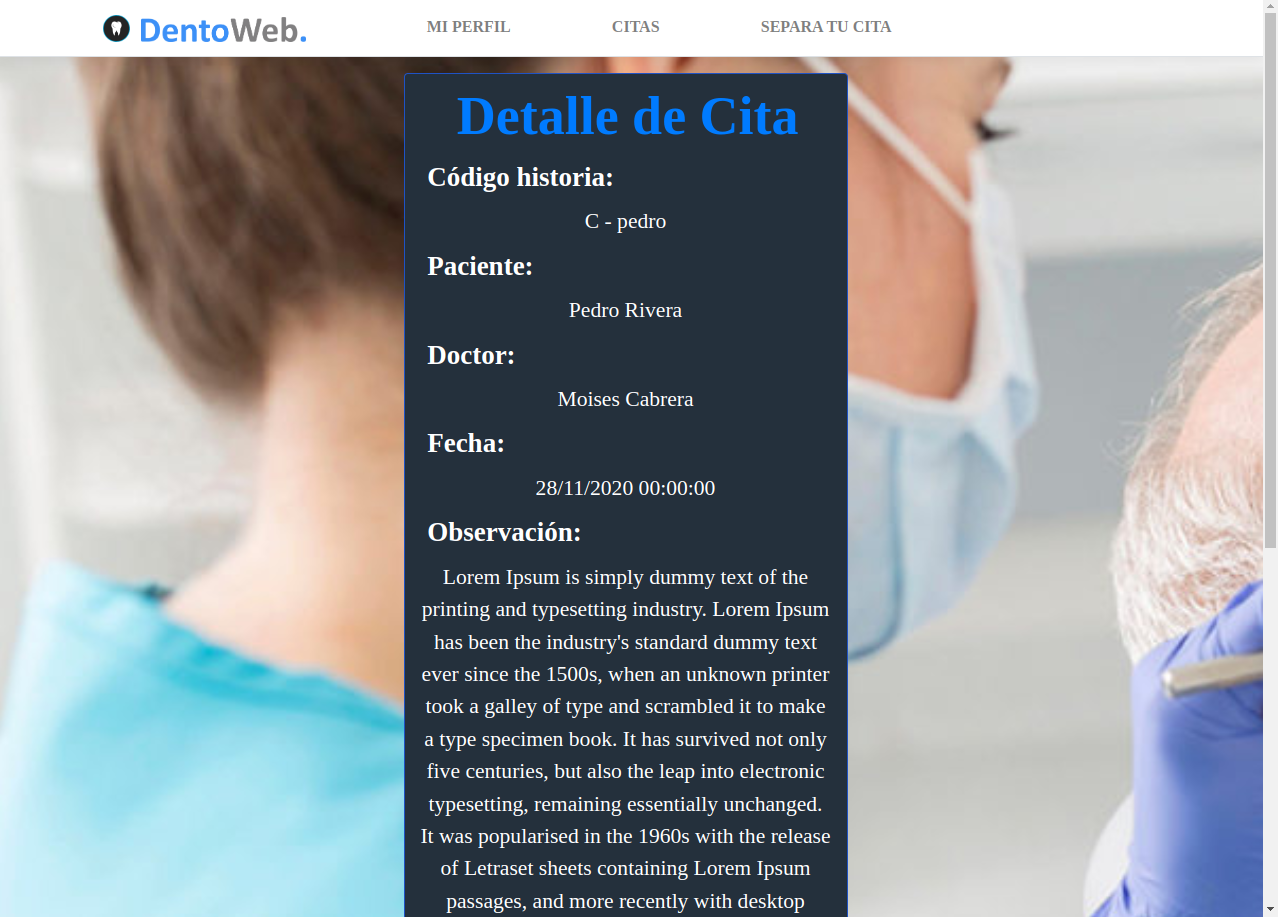 DentoWeb.
MI PERFIL
CITAS
SEPARA TU CITA
Detalle de Cita
Código historia:
C - pedro
Paciente:
Pedro Rivera
Doctor:
Moises Cabrera
Fecha:
28/11/2020 00:00:00
Observación:
Lorem Ipsum is simply dummy text of the
printing and typesetting industry. Lorem Ipsum
has been the industry's standard dummy text
ever since the 1500s, when an unknown printer
took a galley of type and scrambled it to make
a type specimen book. It has survived not only
five centuries, but also the leap into electronic
typesetting, remaining essentially unchanged.
It was popularised in the 1960s with the release
of Letraset sheets containing Lorem Ipsum
passages, and more recently with desktop